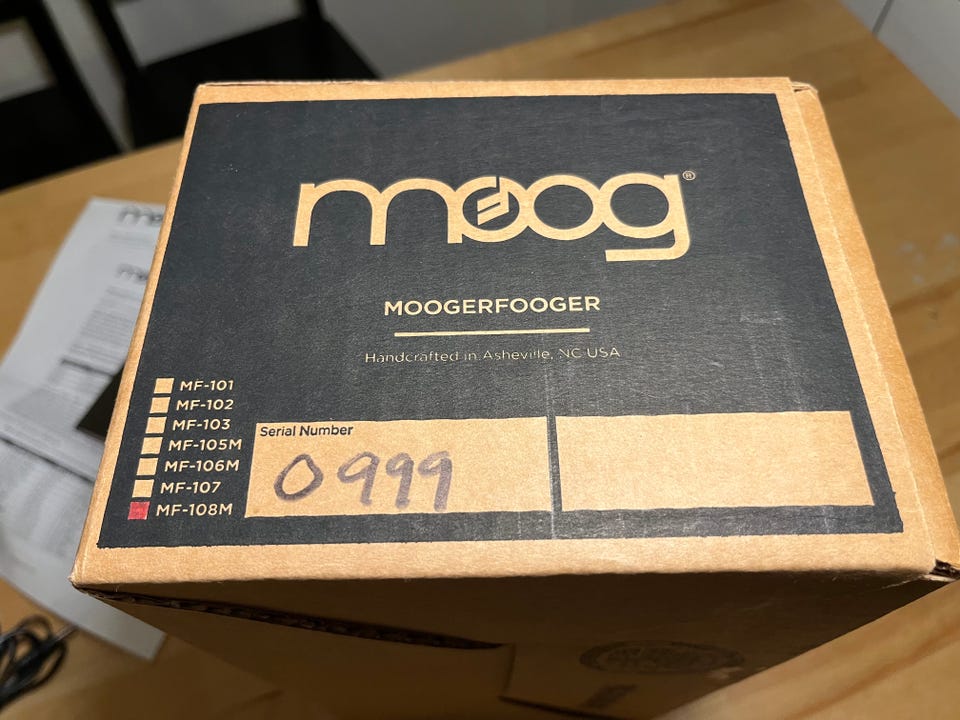 moog®
MOOGERFOOGER
Handcrafted in Asheville, NC USA
MF-101
MF-102
MF-103
MF-105M
MF-106M
MF-107
MF-108M
Serial Number
0999